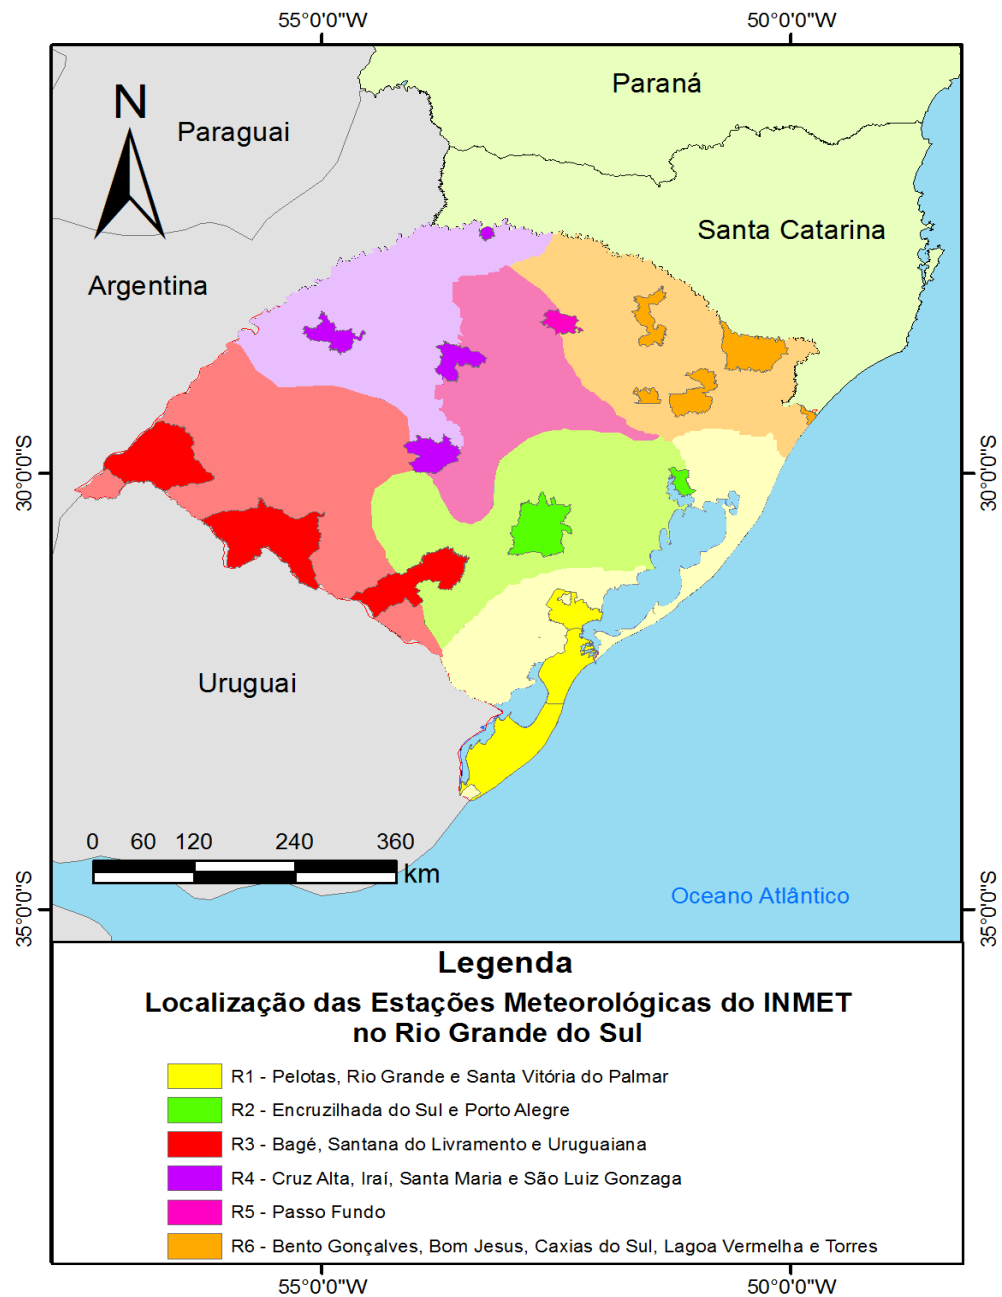 55°0'0"W
50°0'0"W
Paraná
N
Paraguai
Santa Catarina
Argentina
30°0'0"S
30°0'0"S
Uruguai
0 60 120 240 360
km
Oceano Atlântico
35°0'0"S
35°0'0"S
Legenda
Localização das Estações Meteorológicas do INMET
no Rio Grande do Sul
R1 - Pelotas, Rio Grande e Santa Vitória do Palmar
R2 - Encruzilhada do Sul e Porto Alegre
R3 - Bagé, Santana do Livramento e Uruguaiana
R4 - Cruz Alta, Iraí, Santa Maria e São Luiz Gonzaga
R5 - Passo Fundo
R6 - Bento Gonçalves, Bom Jesus, Caxias do Sul, Lagoa Vermelha e Torres
55°0'0"W
50°0'0"W